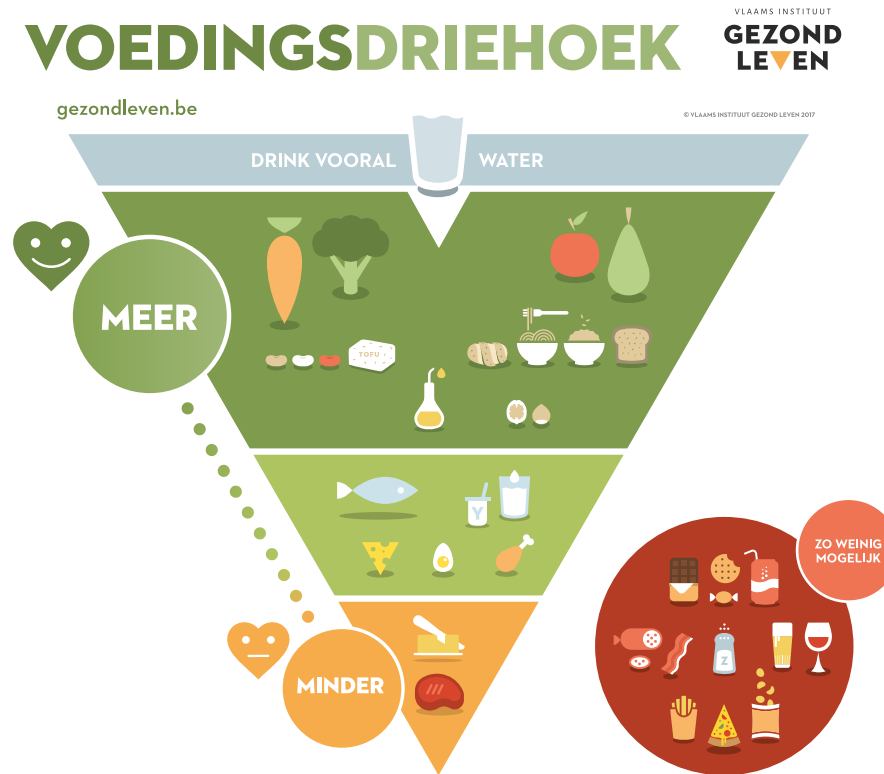 VLAAMS INSTITUUT
GEZOND
LEVEN
VOEDINGSDRIEHOEK
gezondleven.be
© VLAAMS INSTITUUT GEZOND LEVEN 2017
DRINK VOORAL WATER
MEER
TOFU
Y
ZO WEINIG
MOGELIJK
Z
MINDER